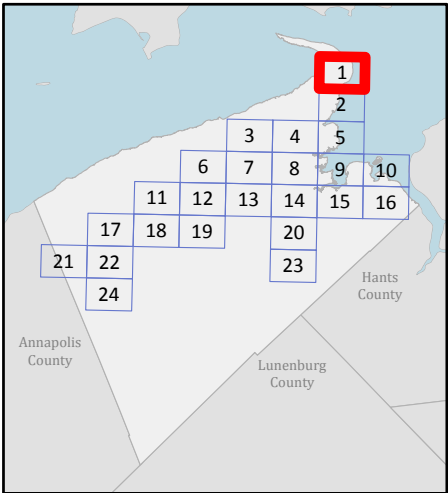 1
2
3 4 5
6 7 8 9 10
11 12 13 14 15 16
17 18 19 20
21 22 23
24
Hants
County
Annapolis
County
Lunenburg
County